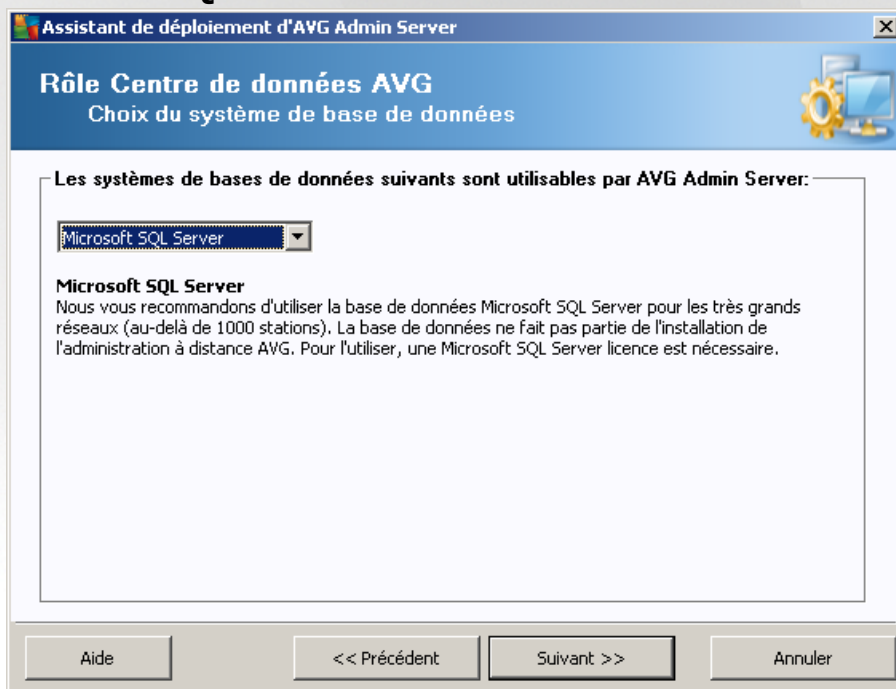 Assistant de déploiement d'AVG Admin Server
Rôle Centre de données AVG
Choix du système de base de données
Les systèmes de bases de données suivants sont utilisables par AVG Admin Server:
Microsoft SQL Server
Microsoft SQL Server
Nous vous recommandons d'utiliser la base de données Microsoft SQL Server pour les très grands
réseaux (au-delà de 1000 stations). La base de données ne fait pas partie de l'installation de
l'administration à distance AVG. Pour l'utiliser, une Microsoft SQL Server licence est nécessaire.
Aide
<< Précédent
Suivant >>
Annuler